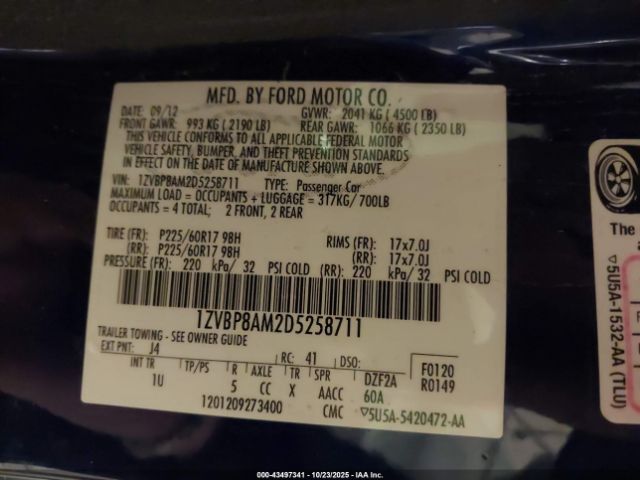 MFD. BY FORD MOTOR CO.
DATE: 09/12 GVWR: 2041 KG ( 4500 LB)
FRONT GAWR: 993 KG ( 2190 LB) REAR GAWR: 1066 KG ( 2350 LB)
THIS VEHICLE CONFORMS TO ALL APPLICABLE FEDERAL MOTOR
VEHICLE SAFETY, BUMPER, AND THEFT PREVENTION STANDARDS
IN EFFECT ON THE DATE OF MANUFACTURE SHOWN ABOVE.
VIN: 1ZVBP8AM2D5258711 TYPE: Passenger Car
MAXIMUM LOAD = OCCUPANTS + LUGGAGE = 317KG/ 700LB
OCCUPANTS = 4 TOTAL; 2 FRONT, 2 REAR
TIRE (FR): P225/60R17 98H RIMS (FR): 17x7.0J
(RR): P225/60R17 98H (RR): 17x7.0J
PRESSURE (FR): 220 kPa/ 32 PSI COLD (RR): 220 kPa/ 32 PSI COLD
1ZVBP8AM2D5258711
TRAILER TOWING - SEE OWNER GUIDE
EXT PNT: J4 RC: 41 DSO: F0120
INT TR TP/PS R AXLE TR SPR DZF2A R0149
1U 5 CC X AACC 60A
1201209273400 CMC ▽5U5A-5420472-AA
The
▽5U5A-1532-AA (TLU)
000-43497341 | 10/23/2025 | IAA Inc.